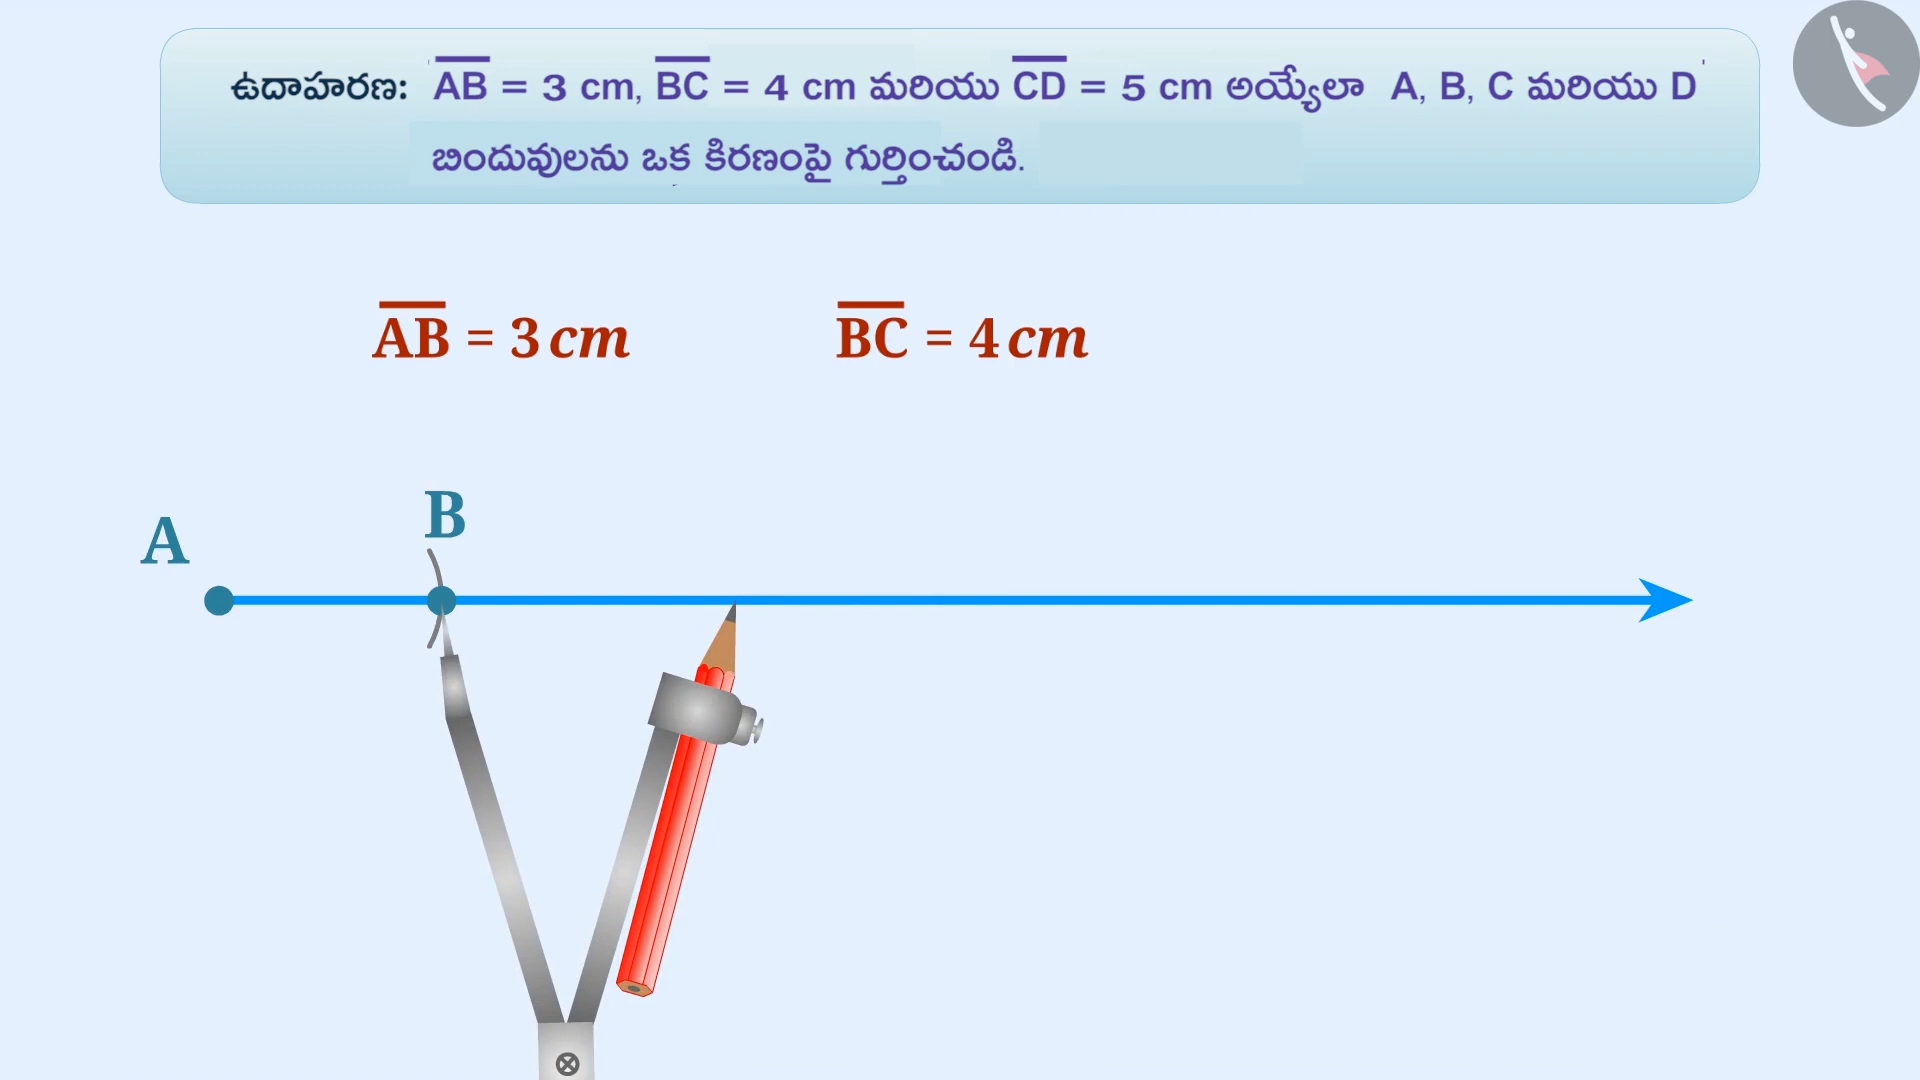 ఉదాహరణ: AB = 3 cm, BC = 4 cm మరియు CD = 5 cm అయ్యేలా A, B, C మరియు D
బిందువులను ఒక కిరణంపై గుర్తించండి.
AB = 3 cm BC = 4 cm
B
A